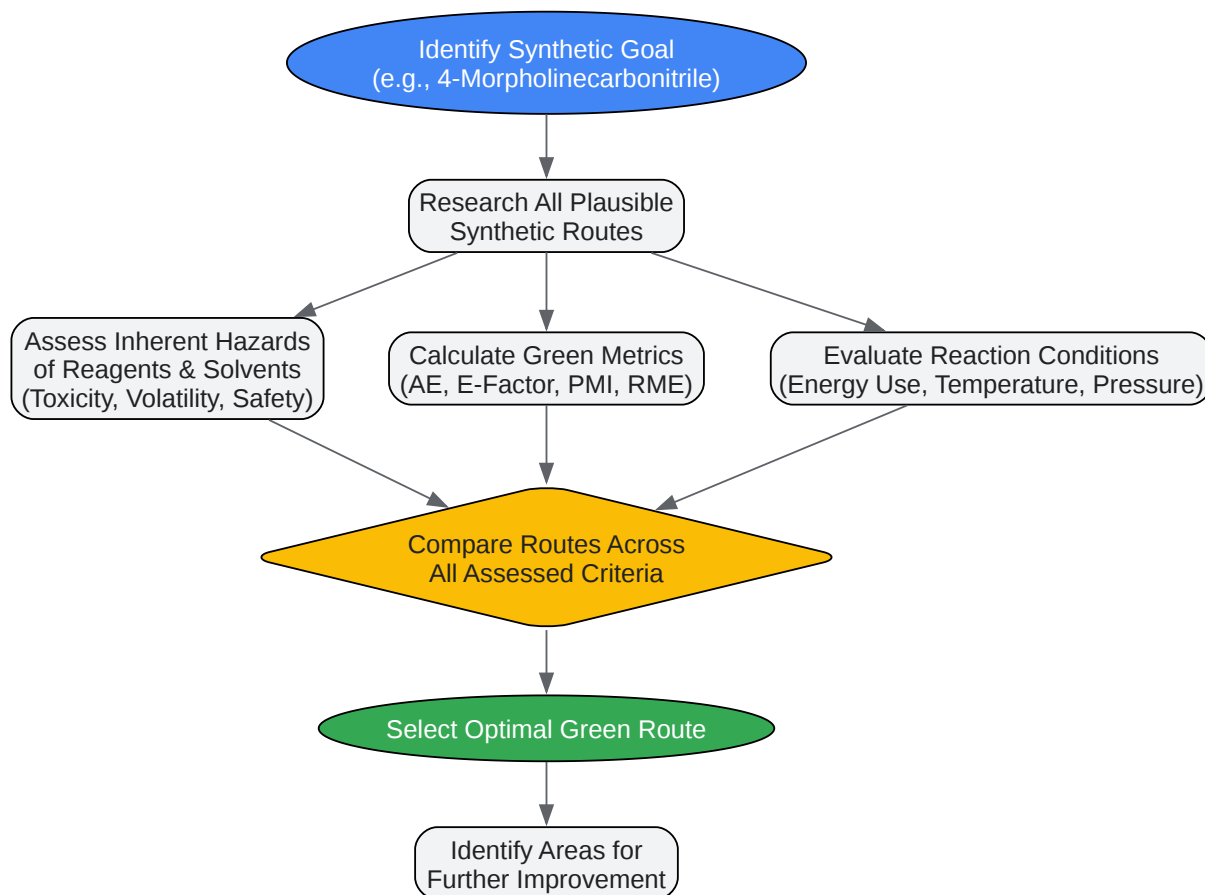 Identify Synthetic Goal
(e.g., 4-Morpholinecarbonitrile)
Research All Plausible
Synthetic Routes
Assess Inherent Hazards
of Reagents & Solvents
(Toxicity, Volatility, Safety)
Calculate Green Metrics
(AE, E-Factor, PMI, RME)
Evaluate Reaction Conditions
(Energy Use, Temperature, Pressure)
Compare Routes Across
All Assessed Criteria
Select Optimal Green Route
Identify Areas for
Further Improvement